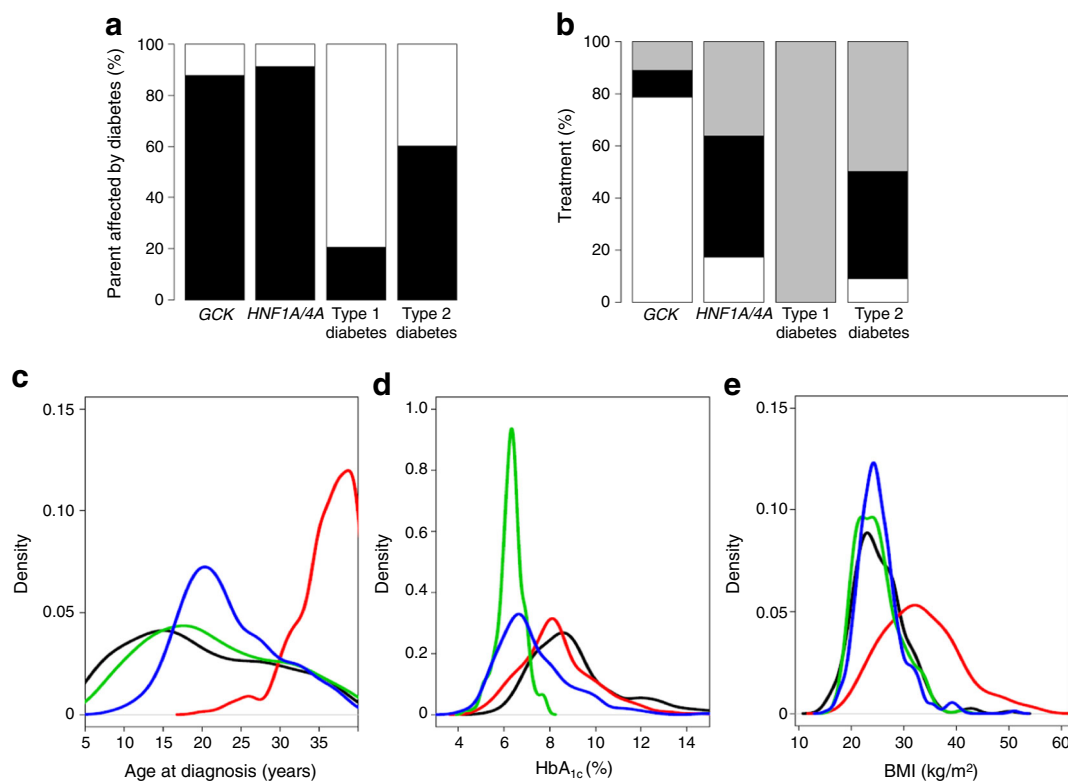 a
Parent affected by diabetes (%)
100
80
60
40
20
0
GCK
HNF1A/4A
Type 1
diabetes
Type 2
diabetes
b
Treatment (%)
100
80
60
40
20
0
GCK
HNF1A/4A
Type 1
diabetes
Type 2
diabetes
c
Density
0.15
0.10
0.05
0
5
10
15
20
25
30
35
Age at diagnosis (years)
d
Density
1.0
0.8
0.6
0.4
0.2
0
4
6
8
10
12
14
HbA1c (%)
e
Density
0.15
0.10
0.05
0
10
20
30
40
50
60
BMI (kg/m²)